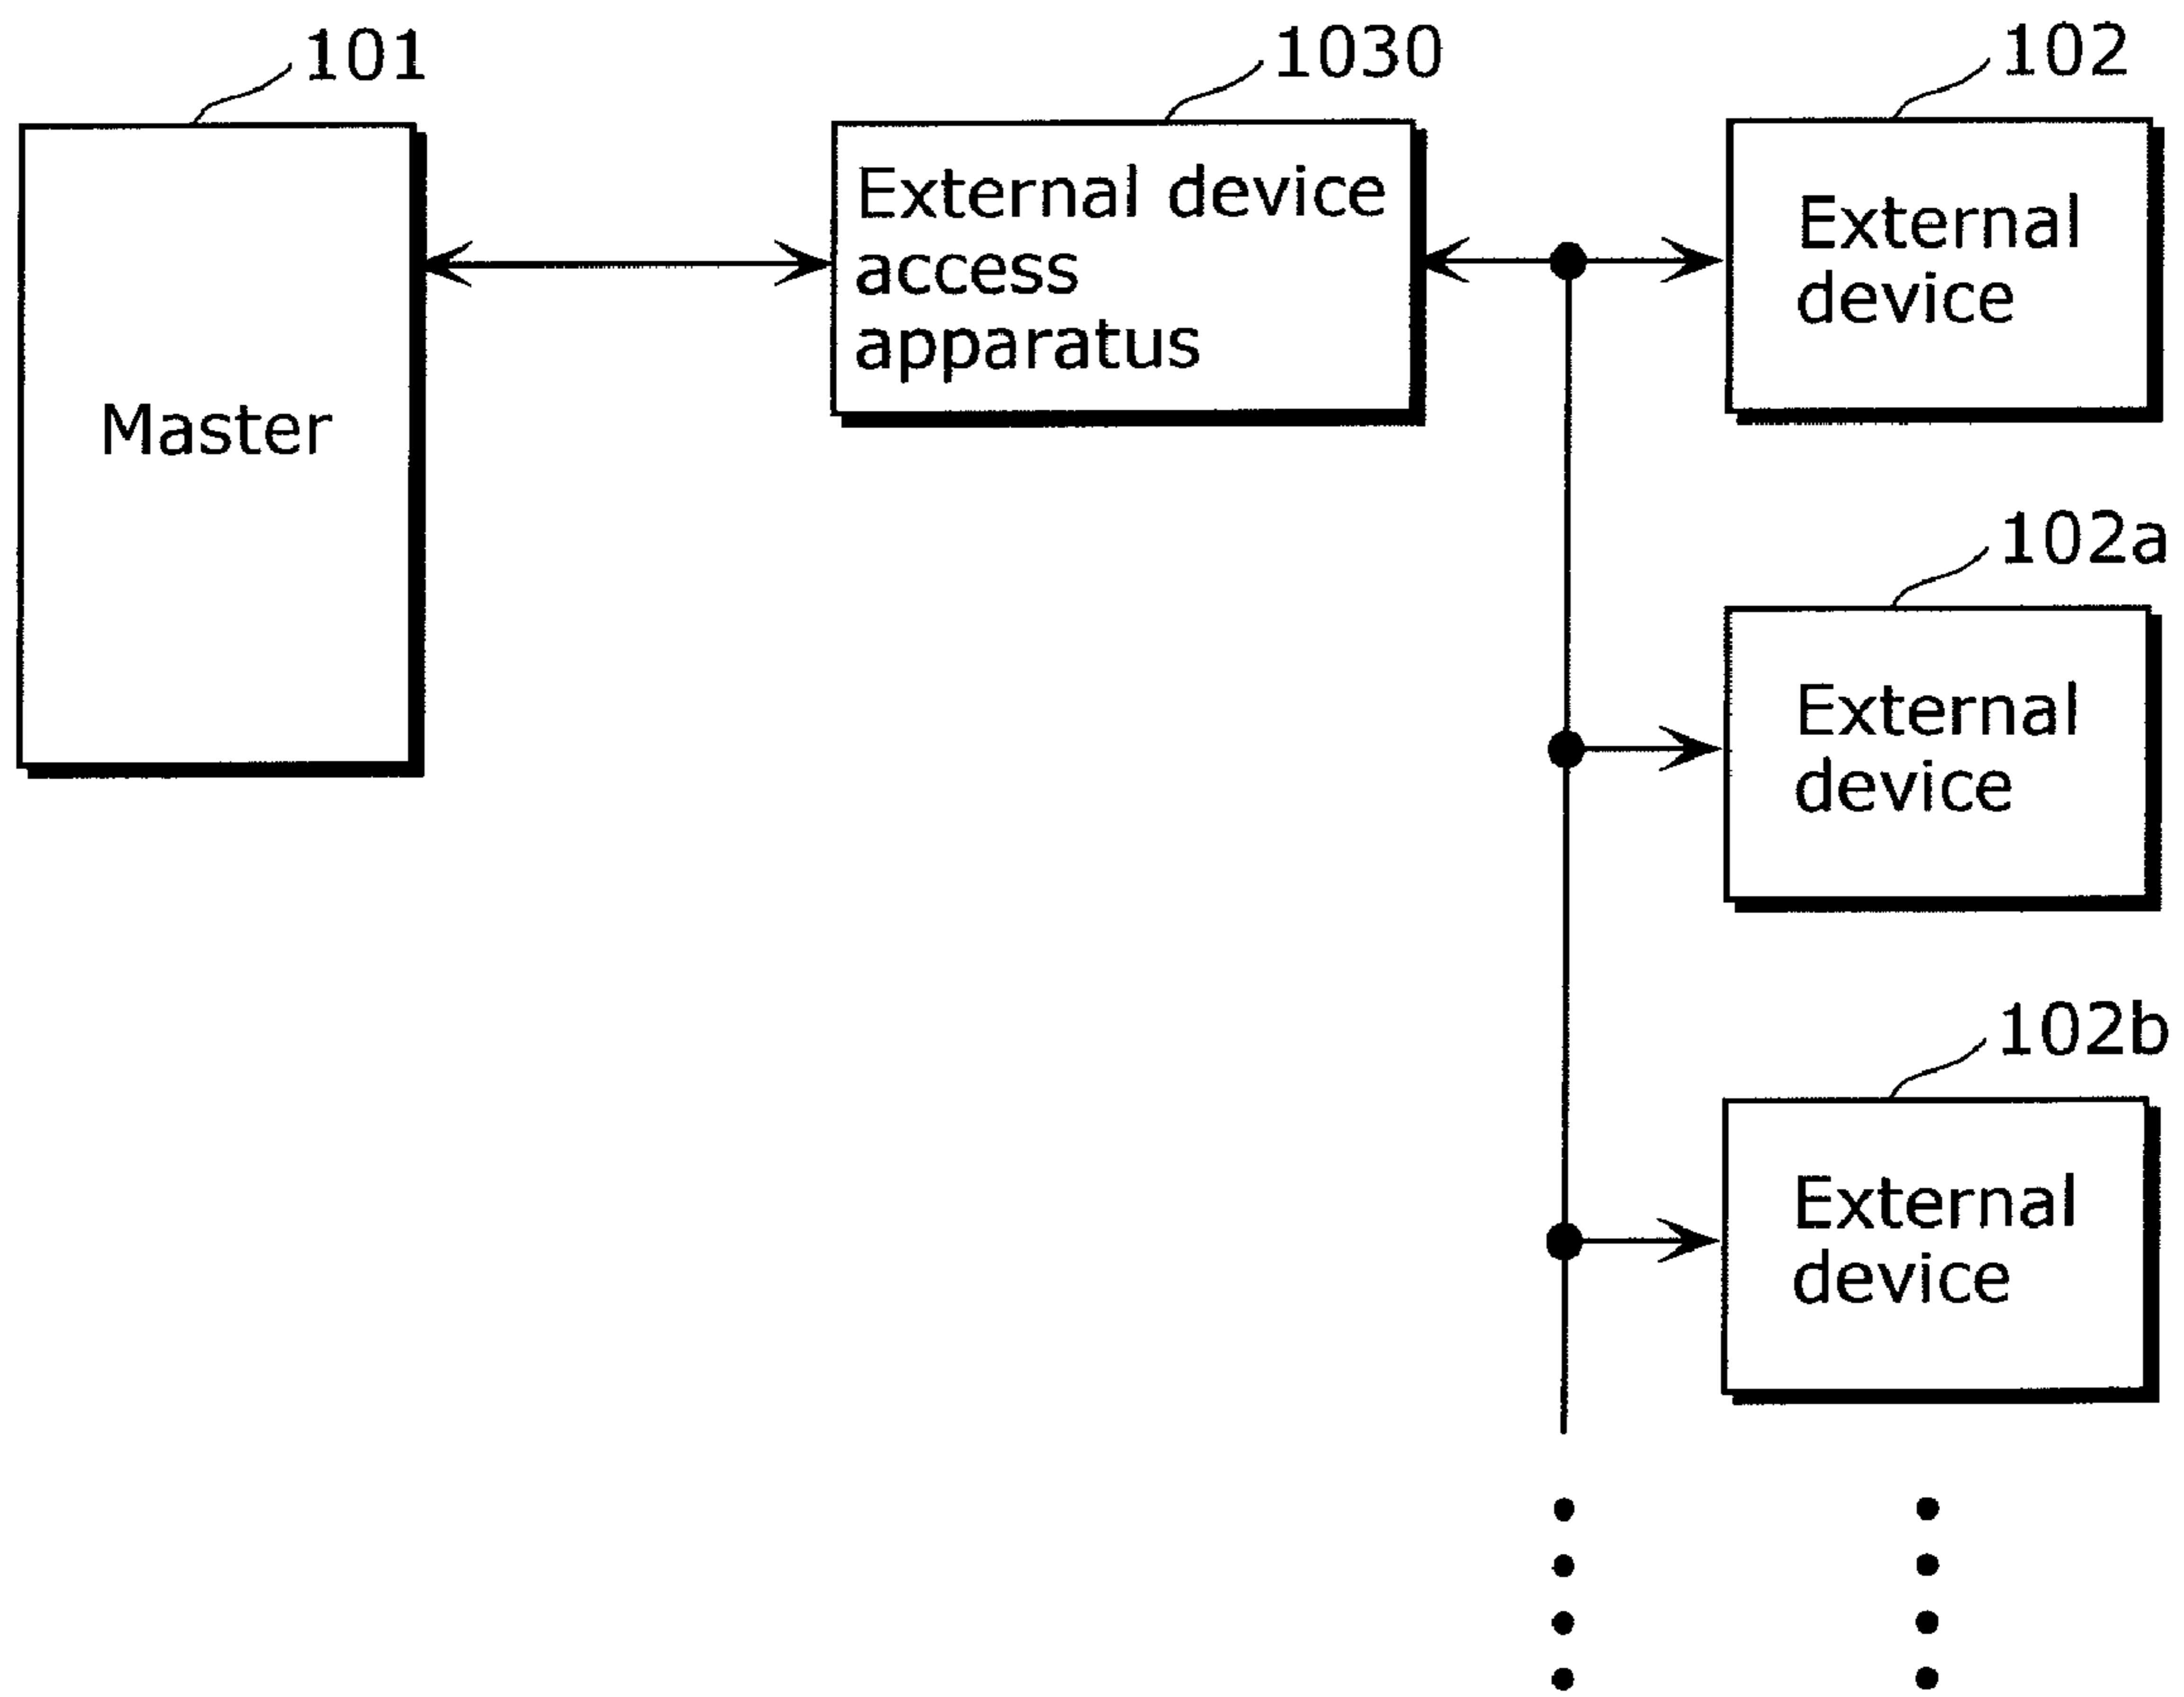 101
1030
102
Master
External device
access
apparatus
External
device
102a
External
device
102b
External
device